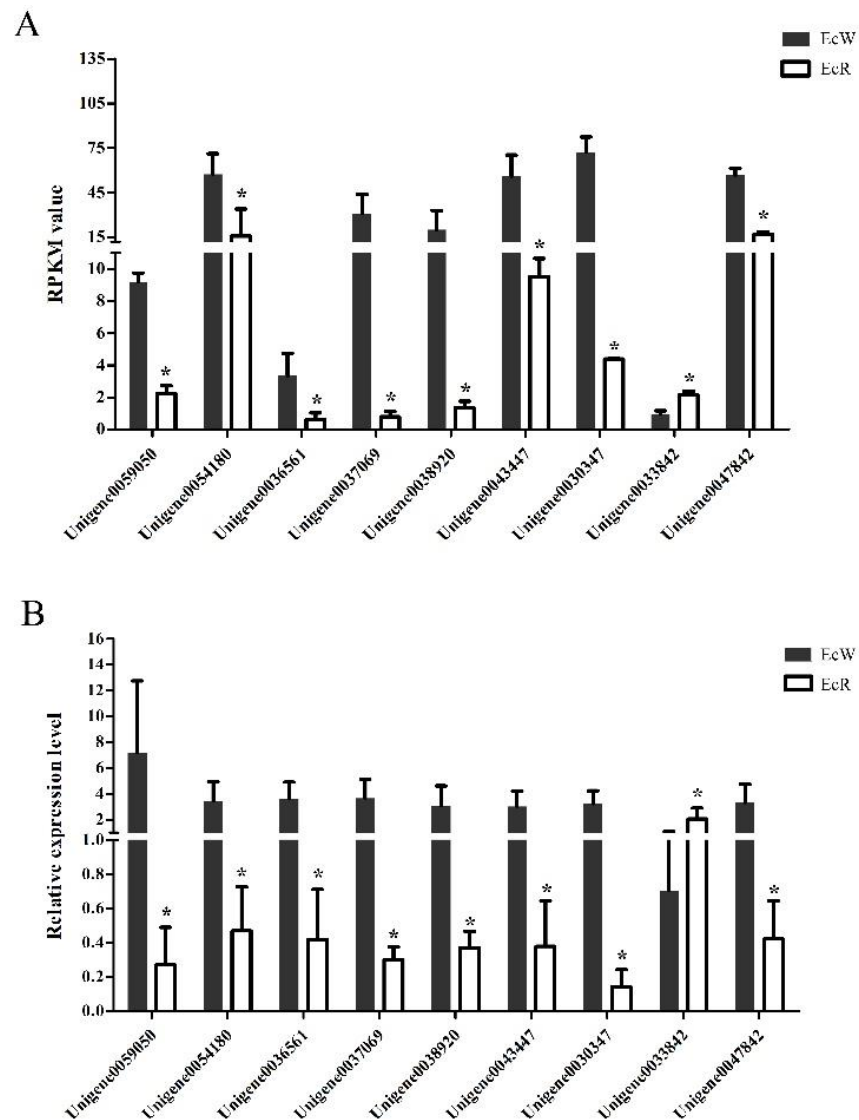 A
EcW
EcR
RPKM value
135
105
75
45
15
10
8
6
4
2
0
*
*
*
*
*
*
*
*
*
Unigene0059050
Unigene0054180
Unigene0036561
Unigene0037069
Unigene0038920
Unigene0043447
Unigene0030347
Unigene0033842
Unigene0047842
B
EcW
EcR
Relative expression level
16
14
12
10
8
6
4
2
1.0
0.8
0.6
0.4
0.2
0.0
*
*
*
*
*
*
*
*
*
Unigene0059050
Unigene0054180
Unigene0036561
Unigene0037069
Unigene0038920
Unigene0043447
Unigene0030347
Unigene0033842
Unigene0047842